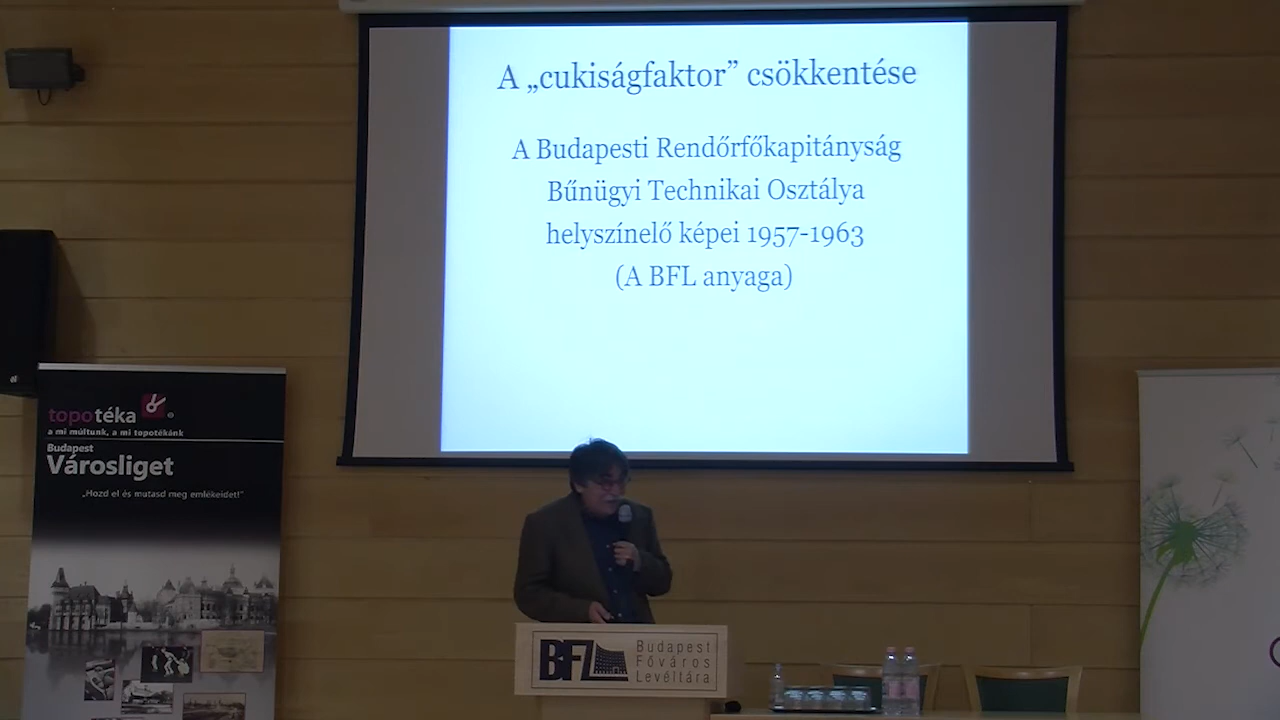 A „cukiságfaktor” csökkentése
A Budapesti Rendőrfőkapitányság
Bűnügyi Technikai Osztálya
helyszínelő képei 1957-1963
(A BFL anyaga)
topotéka
a mi múltunk, a mi topotékánk
Budapest
Városliget
„Hozd el és mutasd meg emlékeidet!”
BFL
Budapest
Főváros
Levéltára